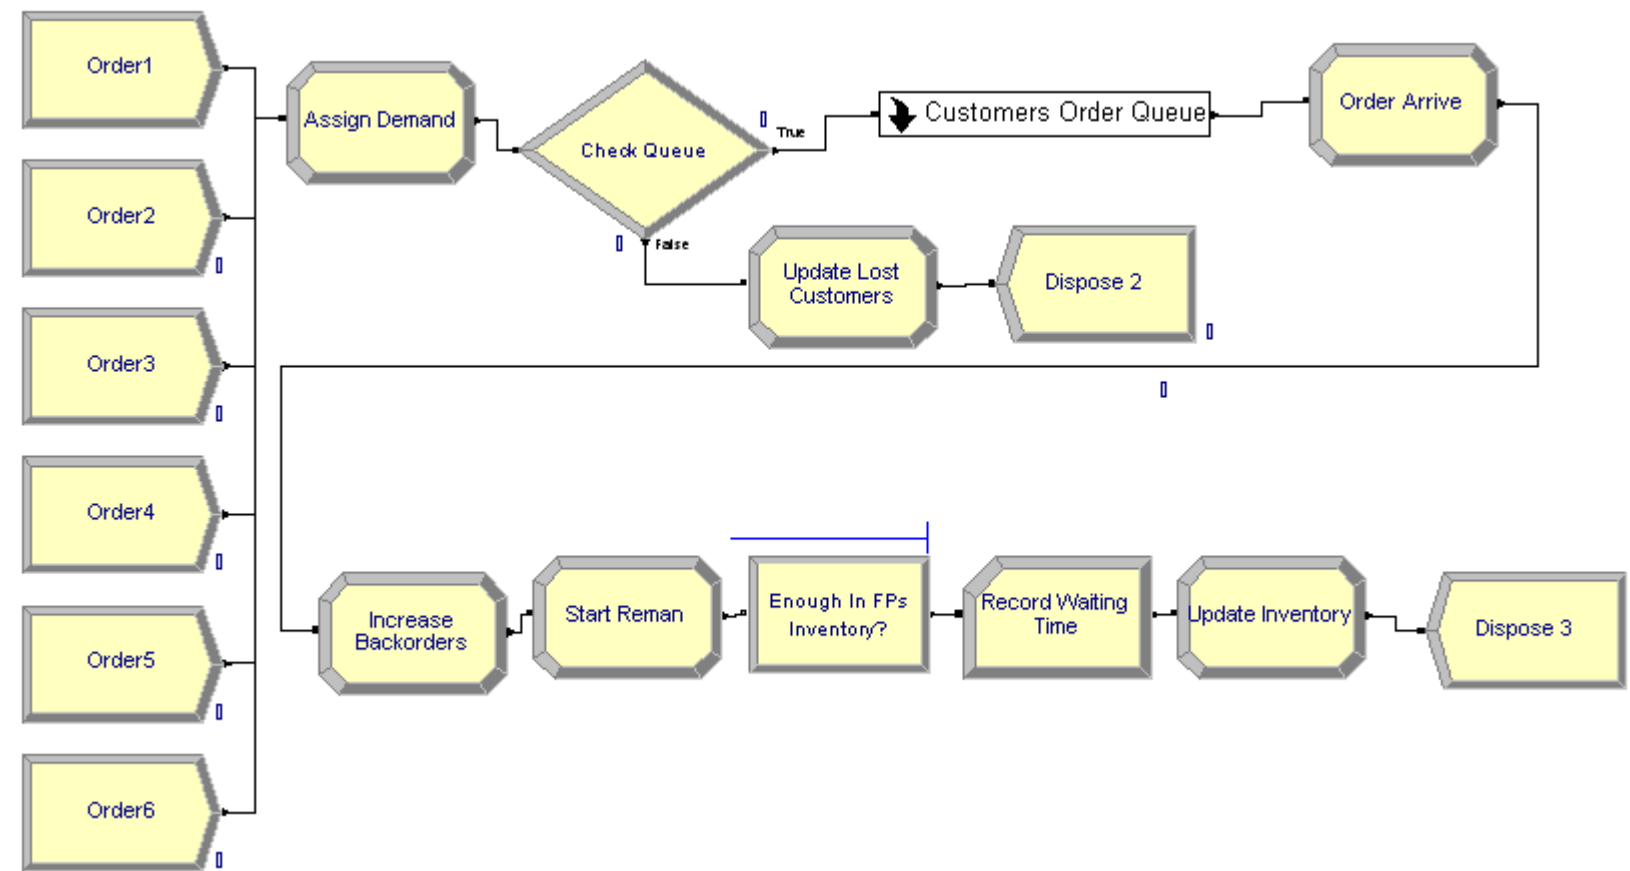 Order1
Assign Demand
Check Queue
True
False
Customers Order Queue
Order Arrive
Order2
Update Lost
Customers
Dispose 2
Order3
Order4
Order5
Order6
Increase
Backorders
Start Reman
Enough In FPs
Inventory?
Record Waiting
Time
Update Inventory
Dispose 3